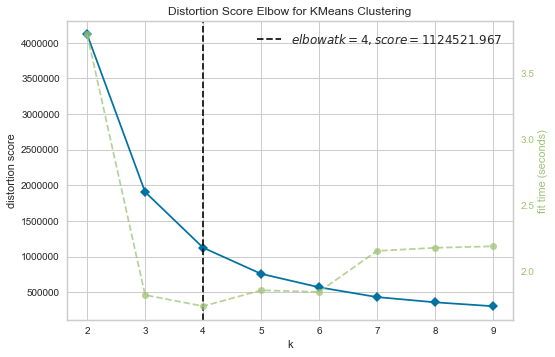 Distortion Score Elbow for KMeans Clustering
elbowatk = 4, score = 1124521.967
4000000
3500000
3000000
2500000
2000000
1500000
1000000
500000
distortion score
3.5
3.0
2.5
2.0
fit time (seconds)
2 3 4 5 6 7 8 9
k